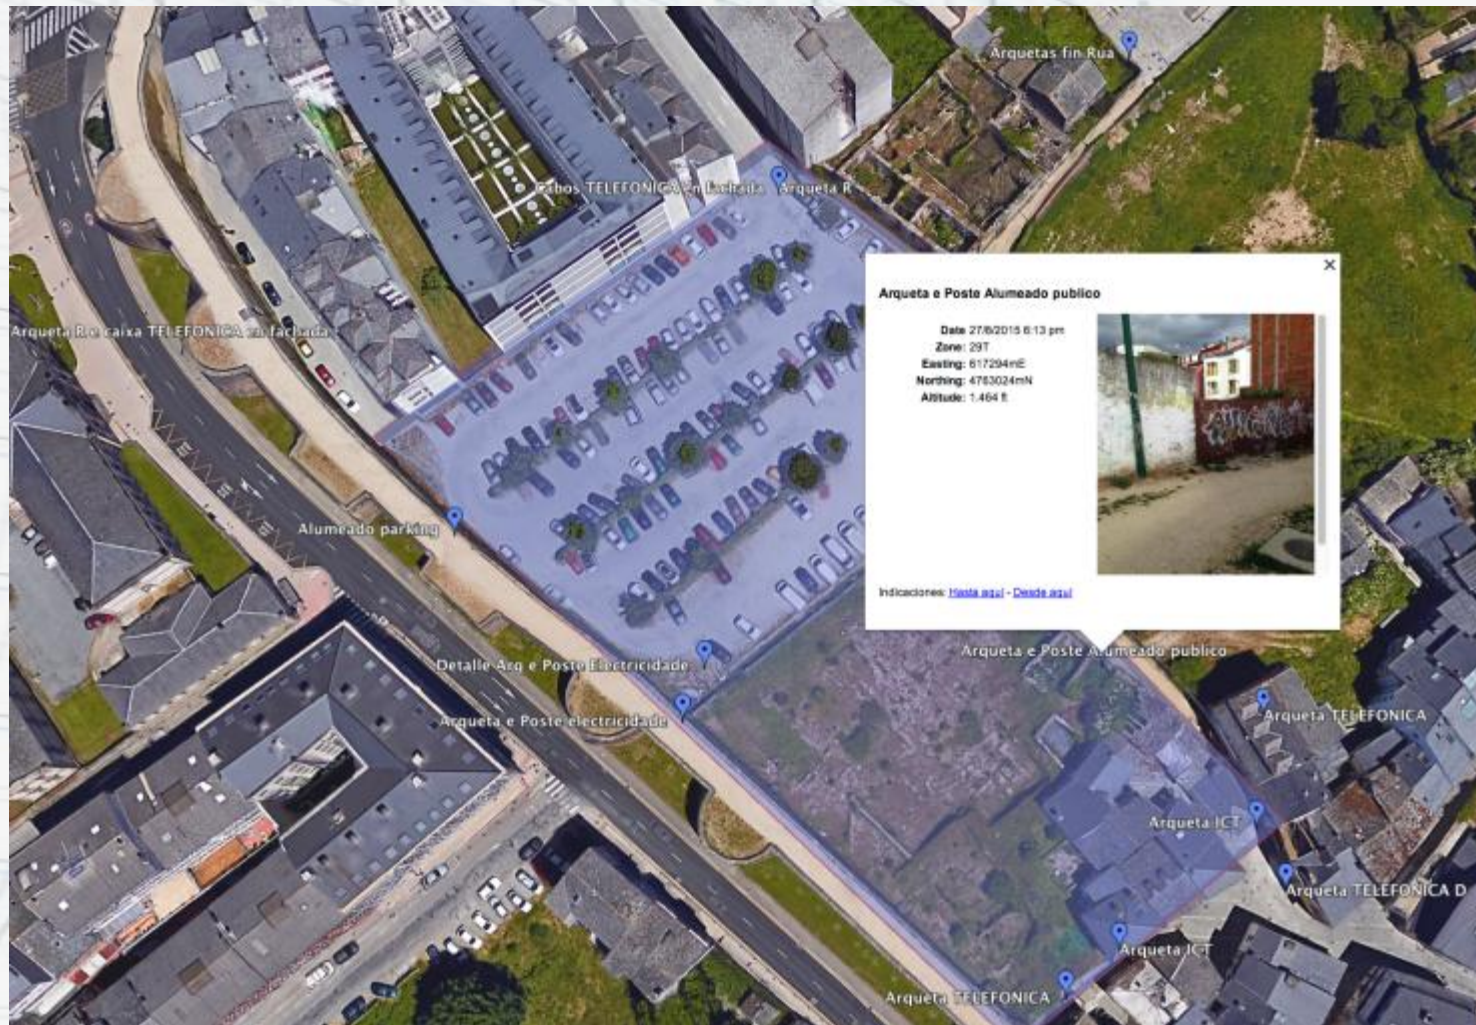 Arquetas fin Rua
Cabos TELEFONICA en fachada
Arqueta R
Arqueta R e caixa TELEFONICA en fachada
Arqueta e Poste Alumeado publico
Date 27/6/2015 6:13 pm
Zone: 29T
Easting: 617294mE
Northing: 4763024mN
Altitude: 1.464 ft
Indicaciones: Hasta aquí - Desde aquí
Alumeado parking
Arqueta e Poste Alumeado publico
Detalle Arq e Poste Electricidade
Arqueta e Poste electricidade
Arqueta TELEFONICA
Arqueta ICT
Arqueta TELEFONICA D
Arqueta ICT
Arqueta TELEFONICA